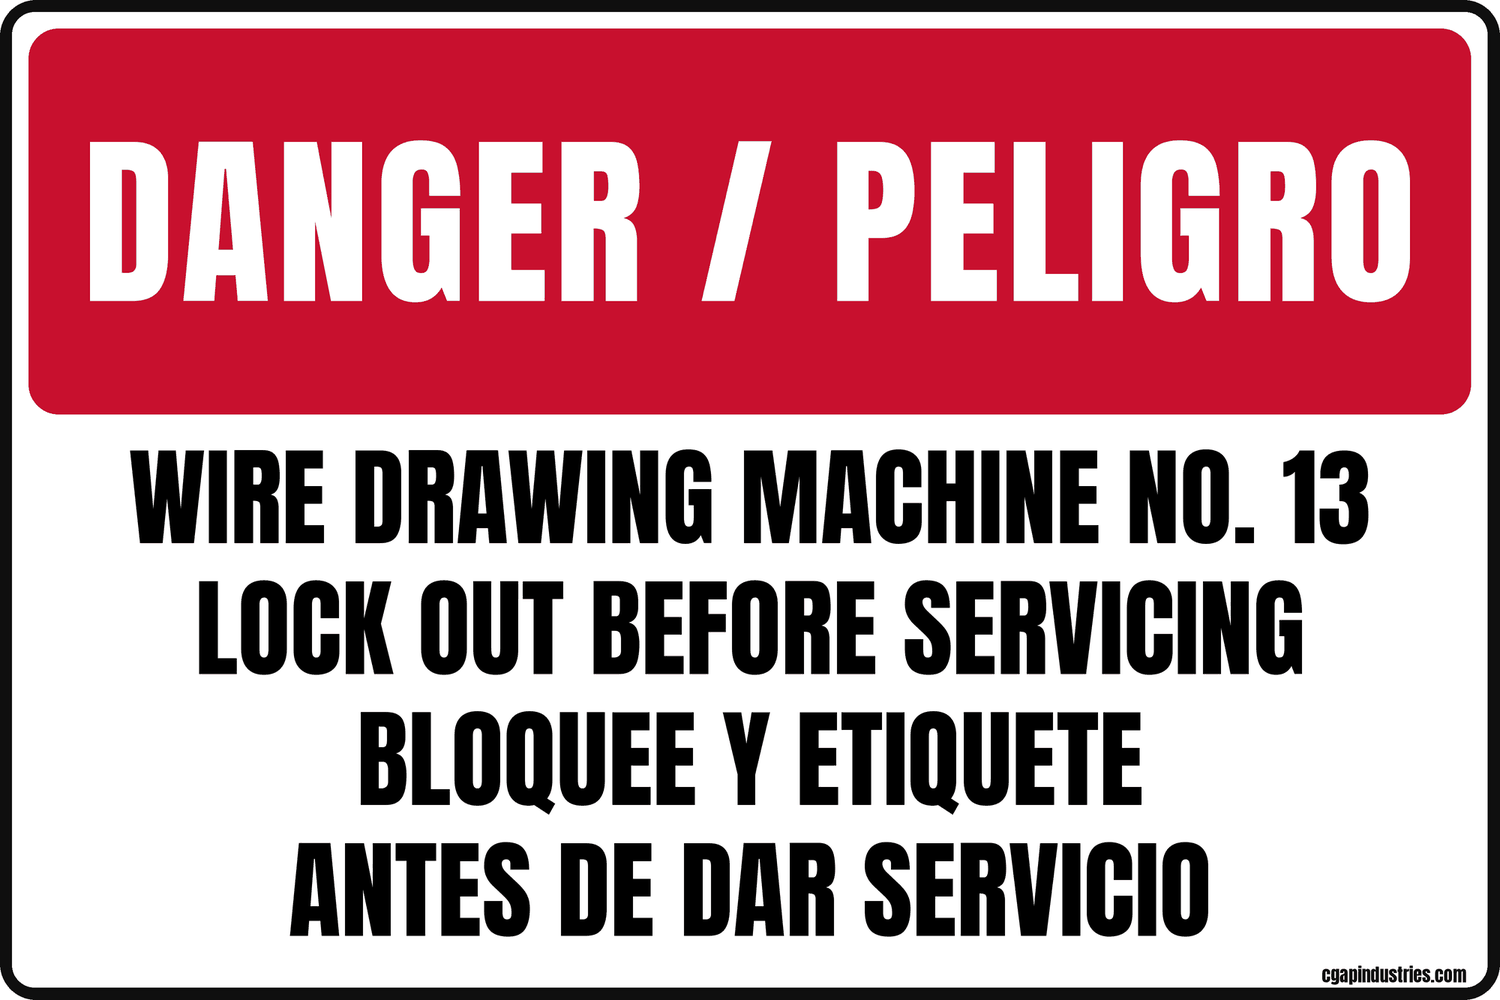 DANGER / PELIGRO
WIRE DRAWING MACHINE NO. 13
LOCK OUT BEFORE SERVICING
BLOQUEE Y ETIQUETE
ANTES DE DAR SERVICIO
cgapindustries.com